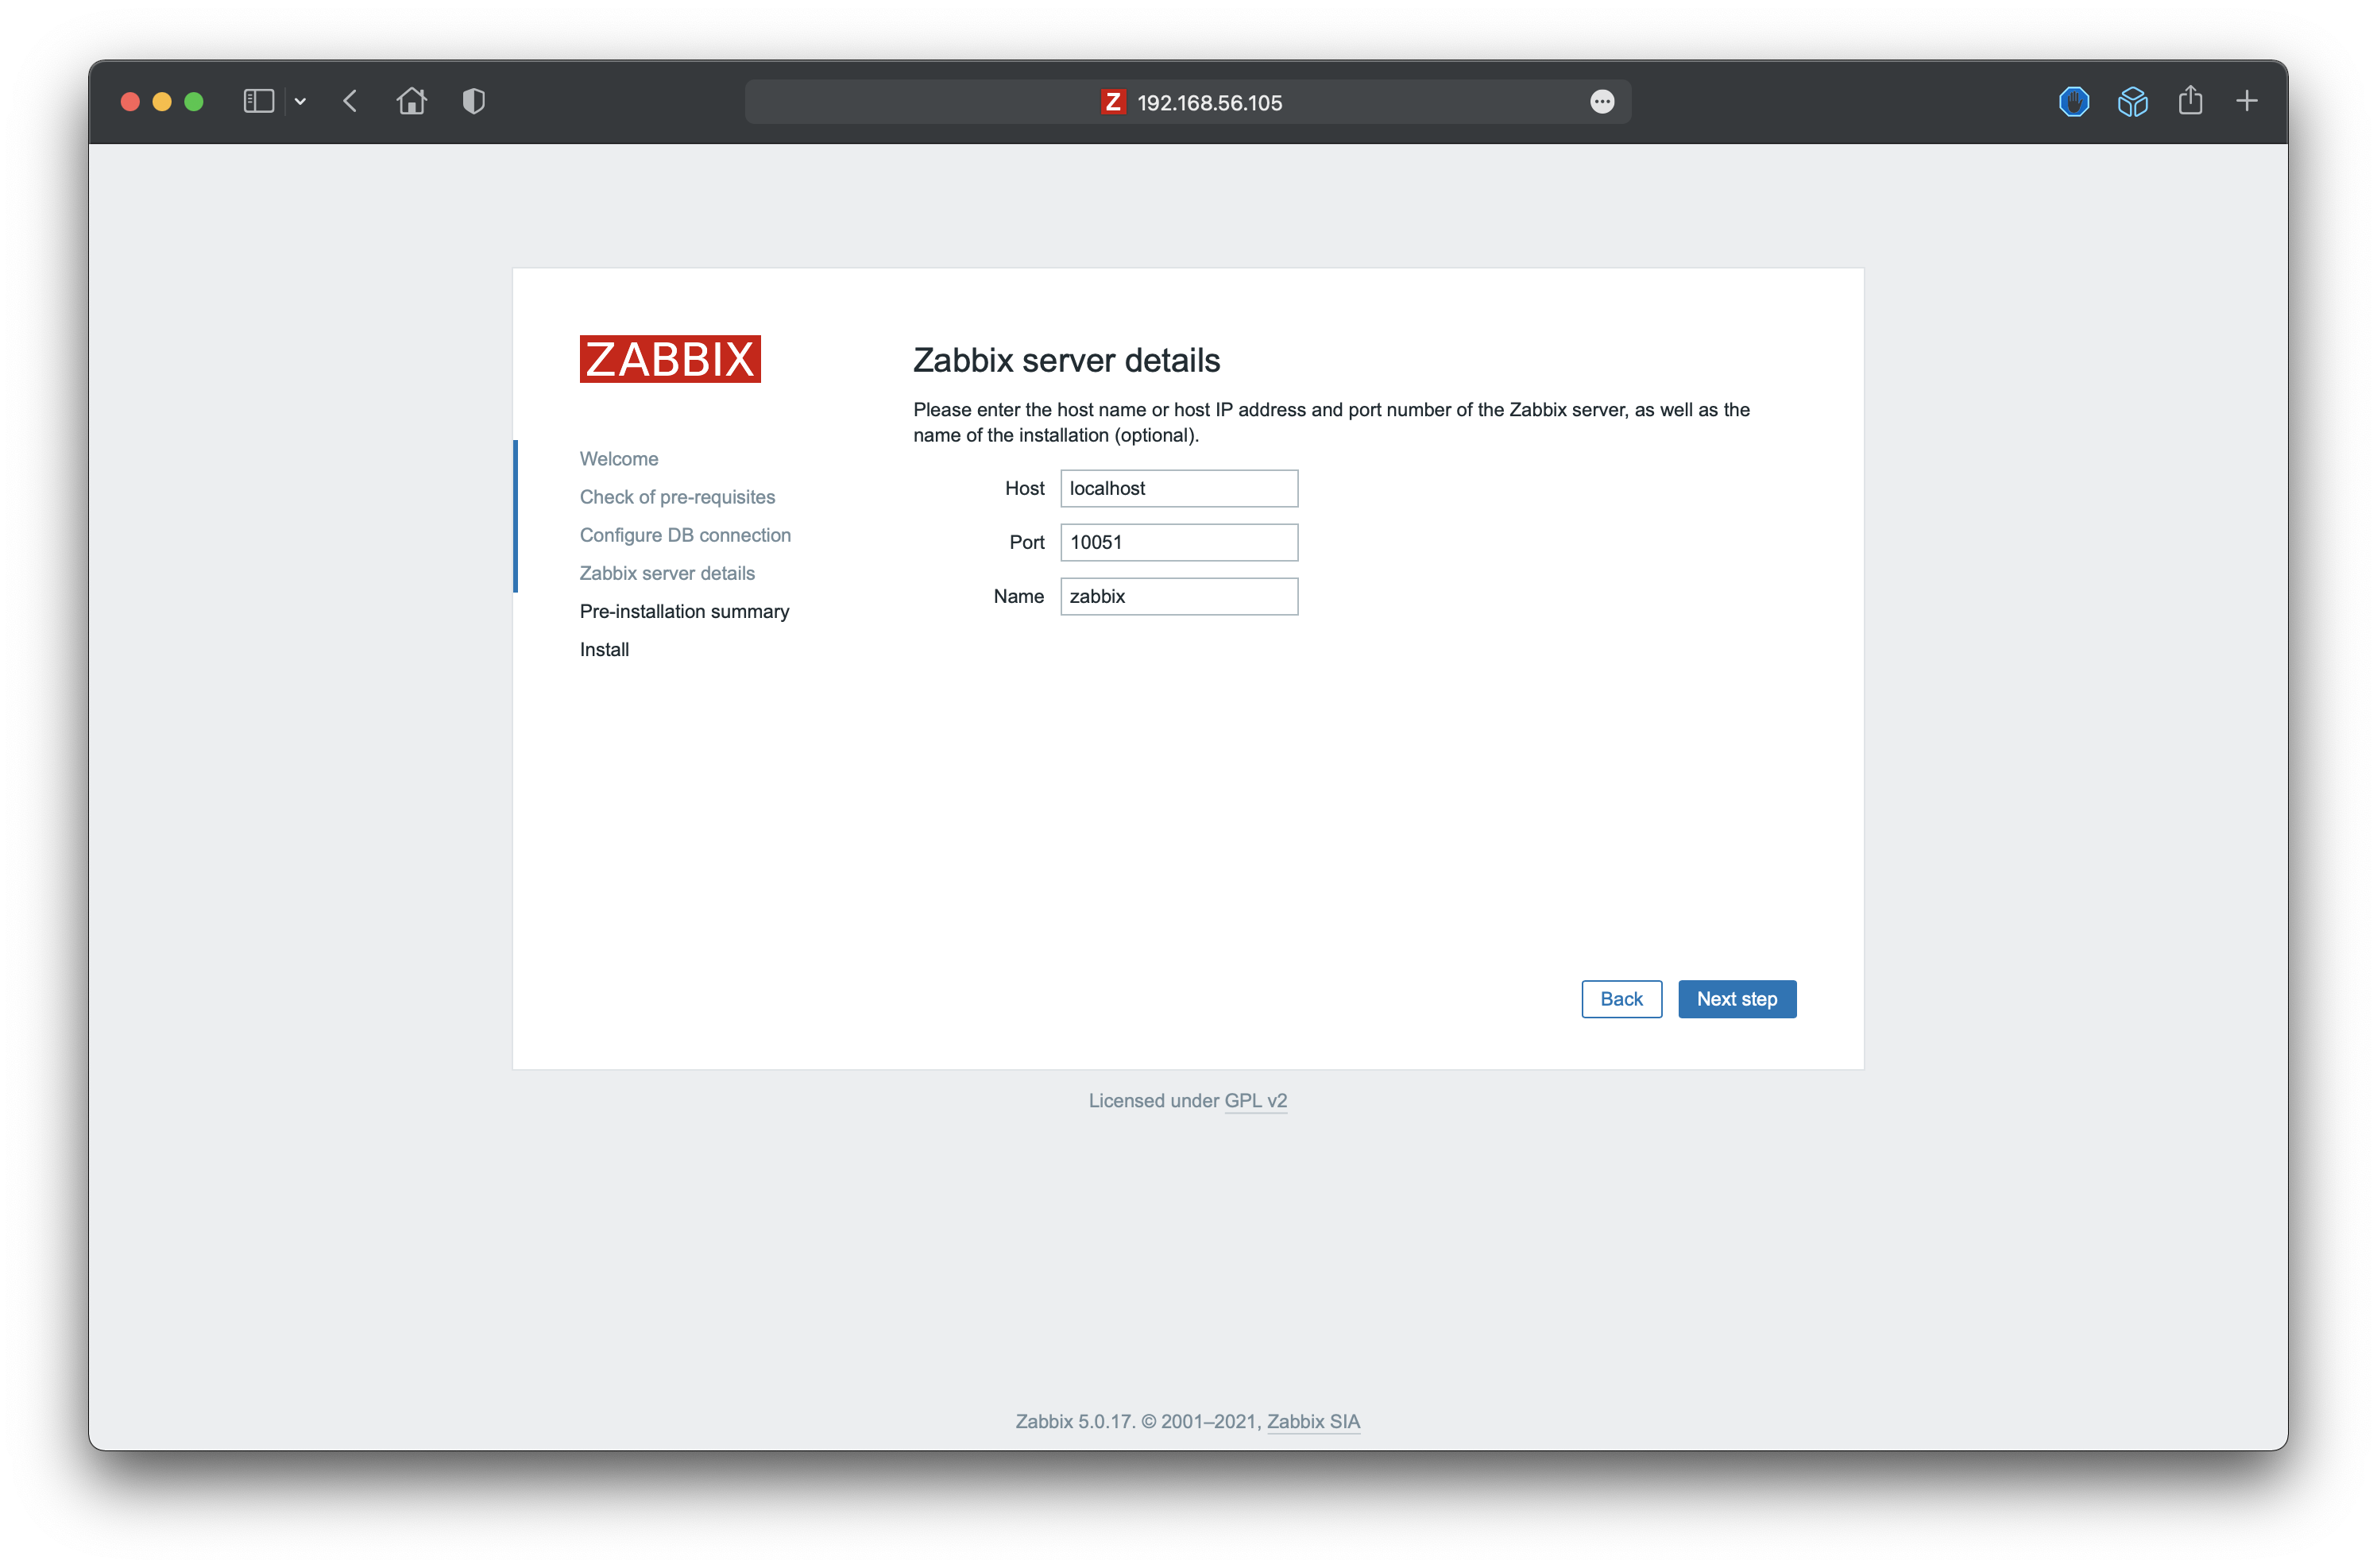 Z 192.168.56.105
ZABBIX
Welcome
Check of pre-requisites
Configure DB connection
Zabbix server details
Pre-installation summary
Install
Zabbix server details
Please enter the host name or host IP address and port number of the Zabbix server, as well as the
name of the installation (optional).
Host localhost
Port 10051
Name zabbix
Back Next step
Licensed under GPL v2
Zabbix 5.0.17. © 2001–2021, Zabbix SIA